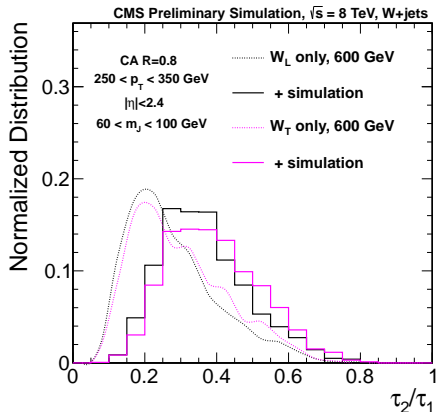 CMS Preliminary Simulation, √s = 8 TeV, W+jets
CA R=0.8
250 < p_T < 350 GeV
|η|<2.4
60 < m_J < 100 GeV
W_L only, 600 GeV
+ simulation
W_T only, 600 GeV
+ simulation
Normalized Distribution
0.3
0.2
0.1
0
0 0.2 0.4 0.6 0.8 1
τ_2/τ_1